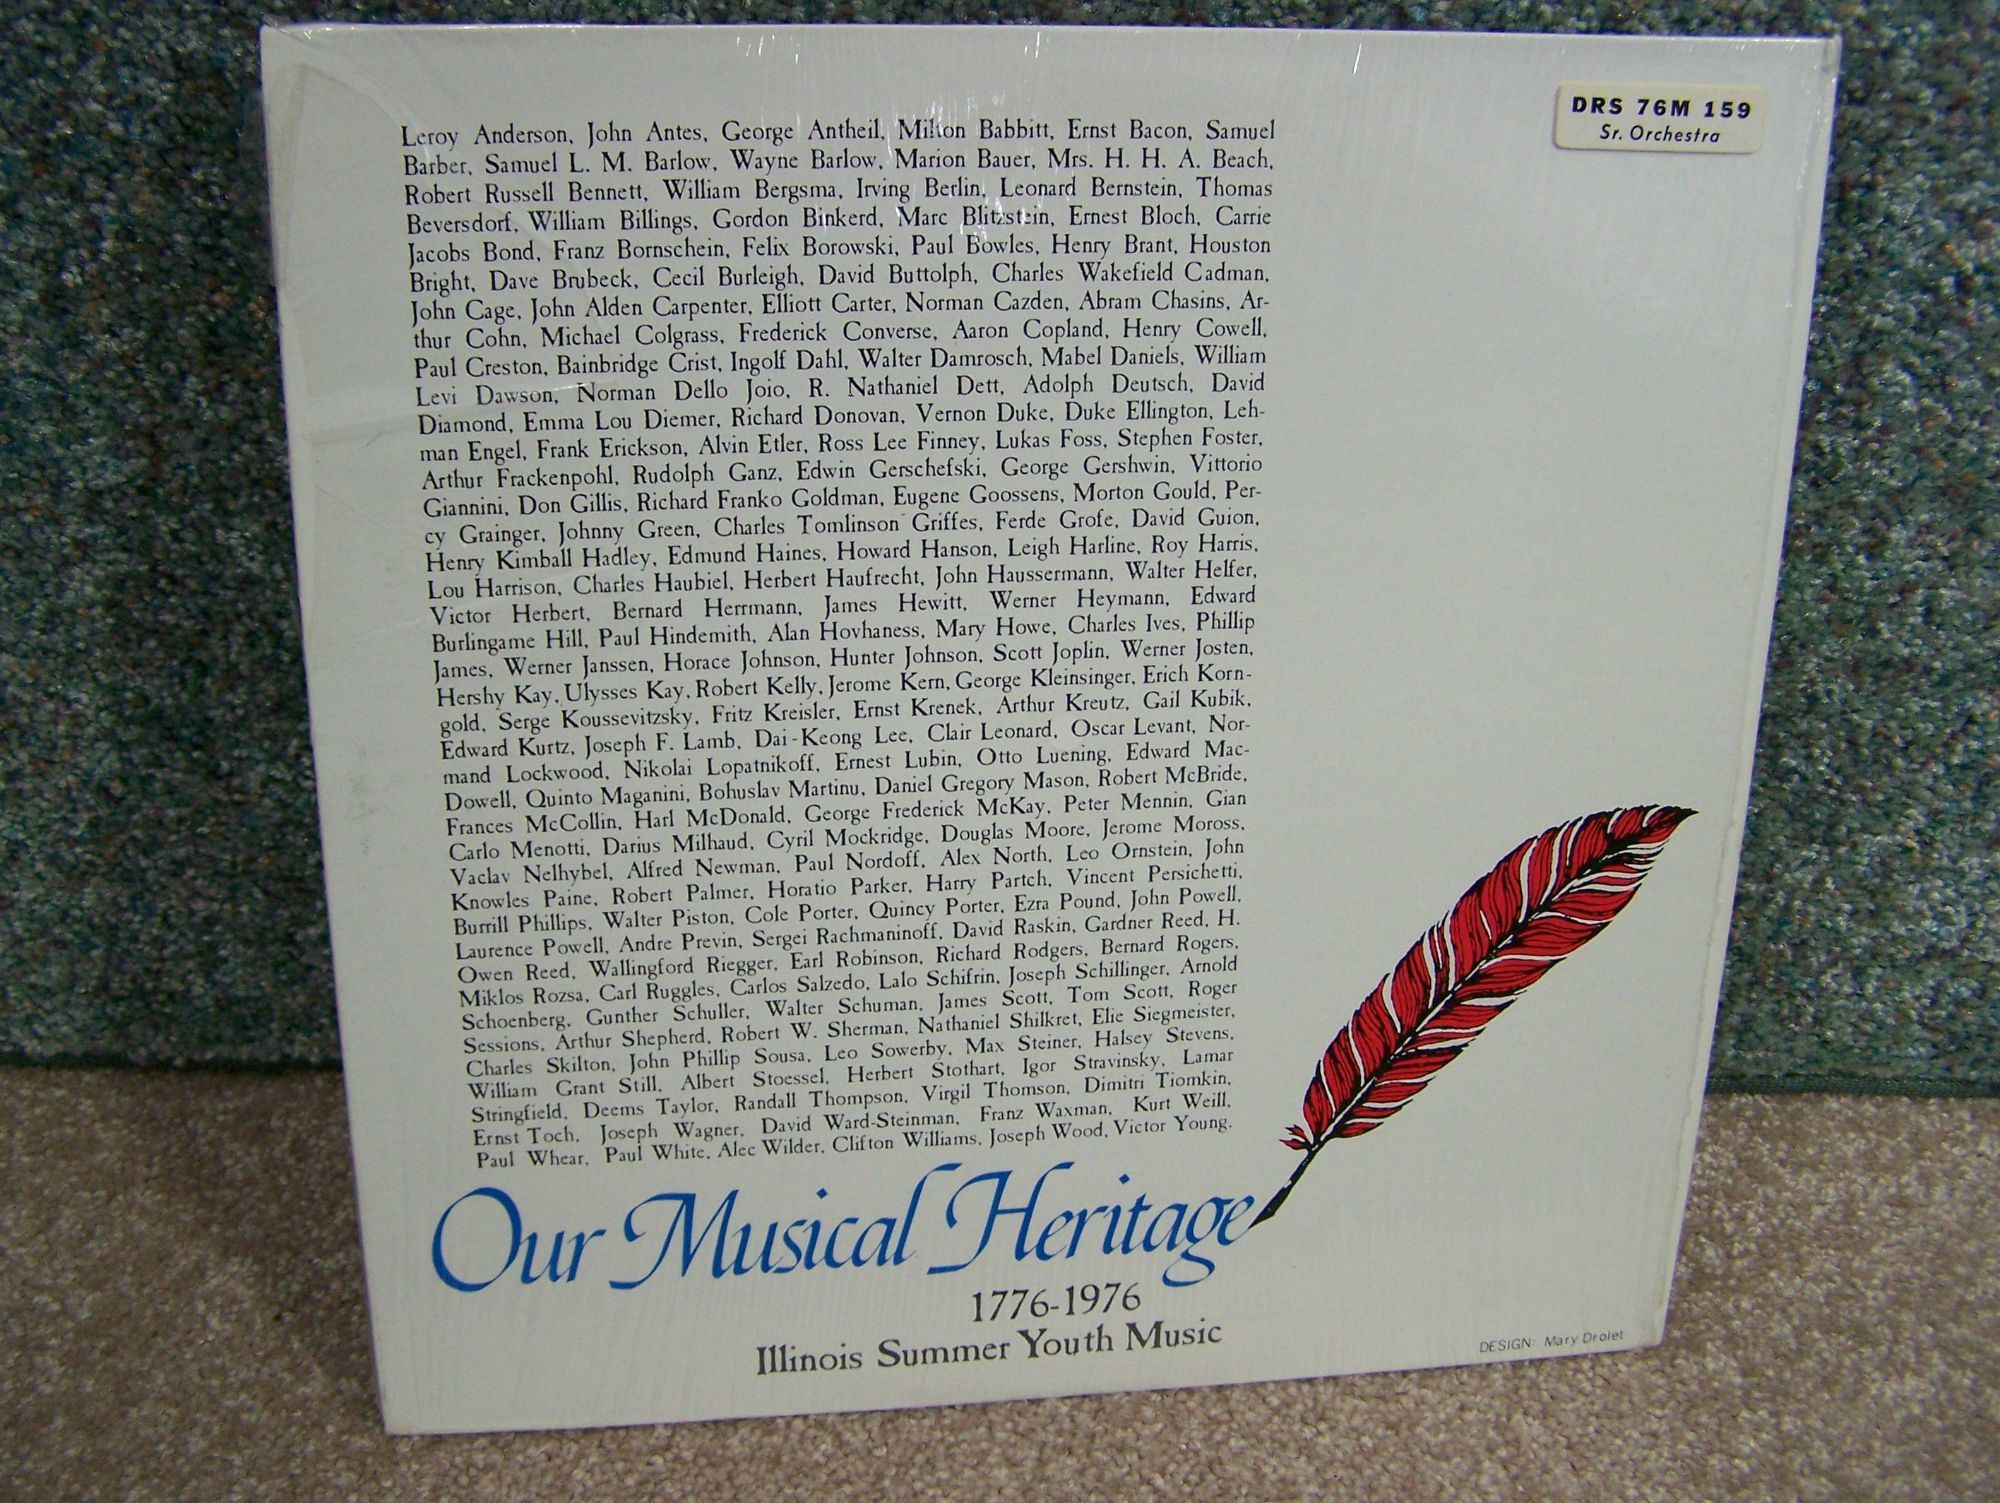 DRS 76M 159
Sr. Orchestra
Leroy Anderson, John Antes, George Antheil, Milton Babbitt, Ernst Bacon, Samuel
Barber, Samuel L. M. Barlow, Wayne Barlow, Marion Bauer, Mrs. H. H. A. Beach,
Robert Russell Bennett, William Bergsma, Irving Berlin, Leonard Bernstein, Thomas
Beversdorf, William Billings, Gordon Binkerd, Marc Blitzstein, Ernest Bloch, Carrie
Jacobs Bond, Franz Bornschein, Felix Borowski, Paul Bowles, Henry Brant, Houston
Bright, Dave Brubeck, Cecil Burleigh, David Buttolph, Charles Wakefield Cadman,
John Cage, John Alden Carpenter, Elliott Carter, Norman Cazden, Abram Chasins, Ar-
thur Cohn, Michael Colgrass, Frederick Converse, Aaron Copland, Henry Cowell,
Paul Creston, Bainbridge Crist, Ingolf Dahl, Walter Damrosch, Mabel Daniels, William
Levi Dawson, Norman Dello Joio, R. Nathaniel Dett, Adolph Deutsch, David
Diamond, Emma Lou Diemer, Richard Donovan, Vernon Duke, Duke Ellington, Leh-
man Engel, Frank Erickson, Alvin Etler, Ross Lee Finney, Lukas Foss, Stephen Foster,
Arthur Frackenpohl, Rudolph Ganz, Edwin Gerschefski, George Gershwin, Vittorio
Giannini, Don Gillis, Richard Franko Goldman, Eugene Goossens, Morton Gould, Per-
cy Grainger, Johnny Green, Charles Tomlinson Griffes, Ferde Grofe, David Guion,
Henry Kimball Hadley, Edmund Haines, Howard Hanson, Leigh Harline, Roy Harris,
Lou Harrison, Charles Haubiel, Herbert Haufrecht, John Haussermann, Walter Helfer,
Victor Herbert, Bernard Herrmann, James Hewitt, Werner Heymann, Edward
Burlingame Hill, Paul Hindemith, Alan Hovhaness, Mary Howe, Charles Ives, Phillip
James, Werner Janssen, Horace Johnson, Hunter Johnson, Scott Joplin, Werner Josten,
Hershy Kay, Ulysses Kay, Robert Kelly, Jerome Kern, George Kleinsinger, Erich Korn-
gold, Serge Koussevitzsky, Fritz Kreisler, Ernst Krenek, Arthur Kreutz, Gail Kubik,
Edward Kurtz, Joseph F. Lamb, Dai-Keong Lee, Clair Leonard, Oscar Levant, Nor-
mand Lockwood, Nikolai Lopatnikoff, Ernest Lubin, Otto Luening, Edward Mac-
Dowell, Quinto Maganini, Bohuslav Martinu, Daniel Gregory Mason, Robert McBride,
Frances McCollin, Harl McDonald, George Frederick McKay, Peter Mennin, Gian
Carlo Menotti, Darius Milhaud, Cyril Mockridge, Douglas Moore, Jerome Moross,
Vaclav Nelhybel, Alfred Newman, Paul Nordoff, Alex North, Leo Ornstein, John
Knowles Paine, Robert Palmer, Horatio Parker, Harry Partch, Vincent Persichetti,
Burrill Phillips, Walter Piston, Cole Porter, Quincy Porter, Ezra Pound, John Powell,
Laurence Powell, Andre Previn, Sergei Rachmaninoff, David Raskin, Gardner Reed, H.
Owen Reed, Wallingford Riegger, Earl Robinson, Richard Rodgers, Bernard Rogers,
Miklos Rozsa, Carl Ruggles, Carlos Salzedo, Lalo Schifrin, Joseph Schillinger, Arnold
Schoenberg, Gunther Schuller, Walter Schuman, James Scott, Tom Scott, Roger
Sessions, Arthur Shepherd, Robert W. Sherman, Nathaniel Shilkret, Elie Siegmeister,
Charles Skilton, John Phillip Sousa, Leo Sowerby, Max Steiner, Halsey Stevens,
William Grant Still, Albert Stoessel, Herbert Stothart, Igor Stravinsky, Lamar
Stringfield, Deems Taylor, Randall Thompson, Virgil Thomson, Dimitri Tiomkin,
Ernst Toch, Joseph Wagner, David Ward-Steinman, Franz Waxman, Kurt Weill,
Paul Whear, Paul White, Alec Wilder, Clifton Williams, Joseph Wood, Victor Young.
Our Musical Heritage
1776-1976
Illinois Summer Youth Music
DESIGN: Mary Drolet